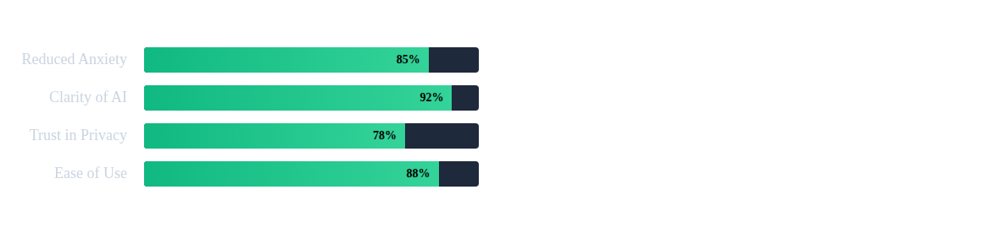 Reduced Anxiety 85%
Clarity of AI 92%
Trust in Privacy 78%
Ease of Use 88%